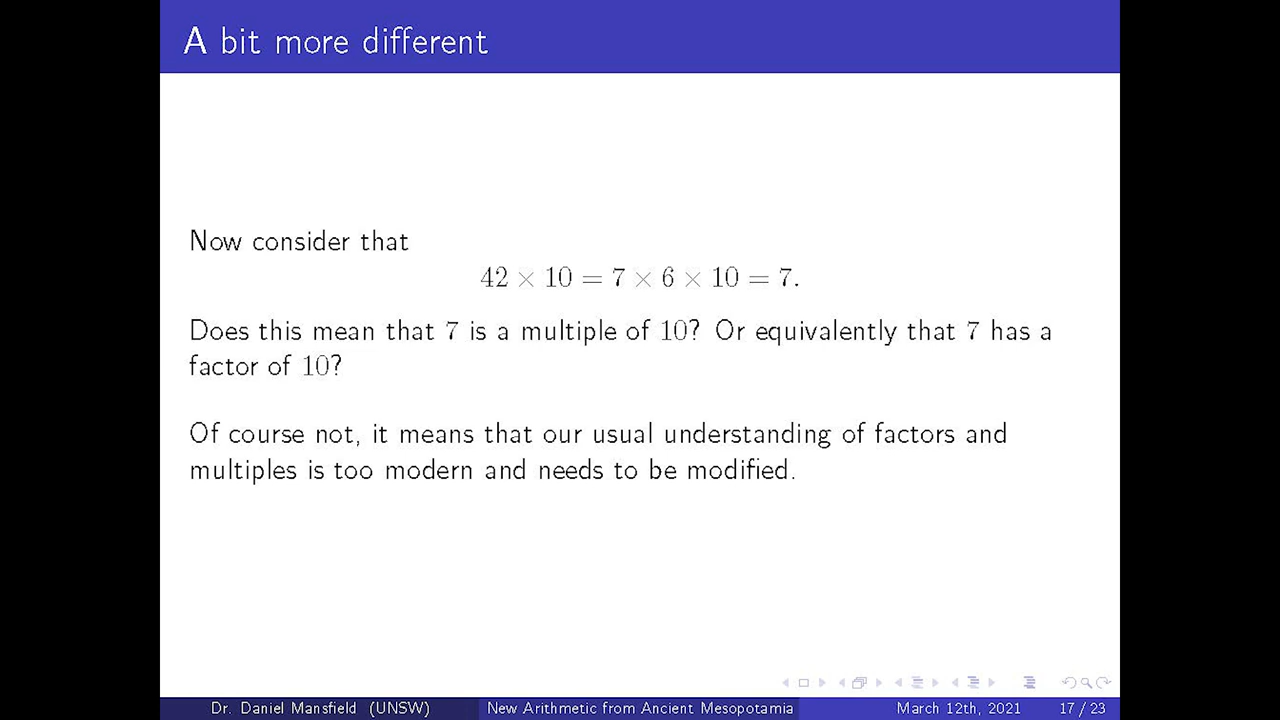 A bit more different
Now consider that
42 × 10 = 7 × 6 × 10 = 7.
Does this mean that 7 is a multiple of 10? Or equivalently that 7 has a
factor of 10?
Of course not, it means that our usual understanding of factors and
multiples is too modern and needs to be modified.
Dr. Daniel Mansfield (UNSW) New Arithmetic from Ancient Mesopotamia March 12th, 2021 17 / 23